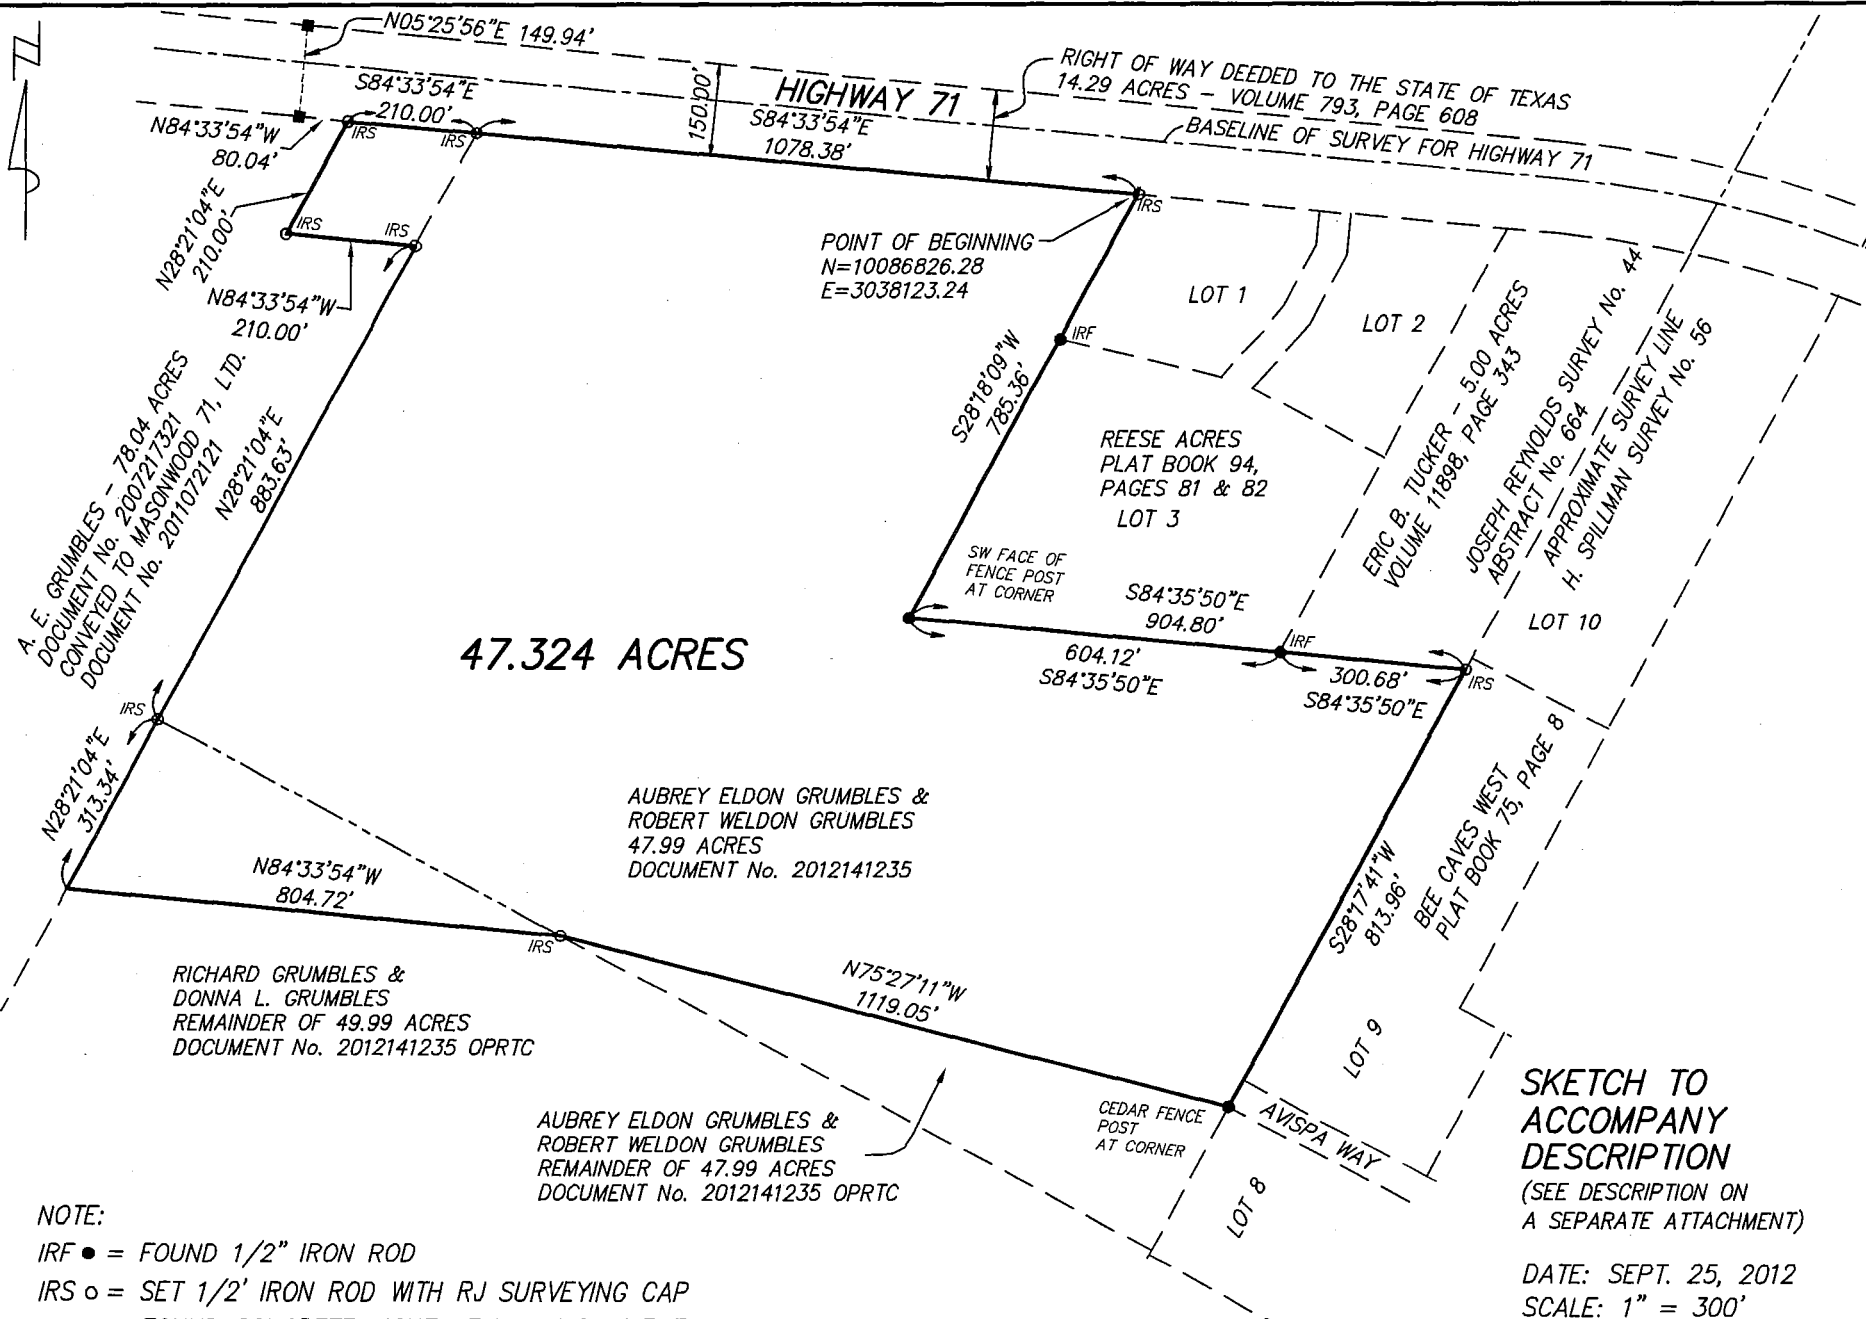 N05°25'56"E 149.94'
S84°33'54"E
210.00'
HIGHWAY 71
150.00'
S84°33'54"E
1078.38'
RIGHT OF WAY DEEDED TO THE STATE OF TEXAS
14.29 ACRES - VOLUME 793, PAGE 608
BASELINE OF SURVEY FOR HIGHWAY 71
N84°33'54"W
80.04'
IRS
IRS
IRS
N28°21'04"E
210.00'
IRS
IRS
N84°33'54"W
210.00'
POINT OF BEGINNING
N=10086826.28
E=3038123.24
LOT 1
LOT 2
IRF
S28°18'09"W
785.36'
A. E. GRUMBLES - 78.04 ACRES
DOCUMENT No. 2007217321
CONVEYED TO MASONWOOD 71, LTD.
DOCUMENT No. 2011072121
N28°21'04"E
883.63'
REESE ACRES
PLAT BOOK 94,
PAGES 81 & 82
LOT 3
ERIC B. TUCKER - 5.00 ACRES
VOLUME 11898, PAGE 343
JOSEPH REYNOLDS SURVEY No. 44
ABSTRACT No. 664
APPROXIMATE SURVEY LINE
H. SPILLMAN SURVEY No. 56
SW FACE OF
FENCE POST
AT CORNER
S84°35'50"E
904.80'
LOT 10
47.324 ACRES
IRF
604.12'
S84°35'50"E
300.68'
S84°35'50"E
IRS
IRS
N28°21'04"E
313.34'
AUBREY ELDON GRUMBLES &
ROBERT WELDON GRUMBLES
47.99 ACRES
DOCUMENT No. 2012141235
BEE CAVES WEST
PLAT BOOK 75, PAGE 8
S28°17'41"W
813.96'
N84°33'54"W
804.72'
IRS
RICHARD GRUMBLES &
DONNA L. GRUMBLES
REMAINDER OF 49.99 ACRES
DOCUMENT No. 2012141235 OPRTC
N75°27'11"W
1119.05'
LOT 9
AUBREY ELDON GRUMBLES &
ROBERT WELDON GRUMBLES
REMAINDER OF 47.99 ACRES
DOCUMENT No. 2012141235 OPRTC
CEDAR FENCE
POST
AT CORNER
AVISPA WAY
LOT 8
SKETCH TO
ACCOMPANY
DESCRIPTION
(SEE DESCRIPTION ON
A SEPARATE ATTACHMENT)
DATE: SEPT. 25, 2012
SCALE: 1" = 300'
NOTE:
IRF ● = FOUND 1/2" IRON ROD
IRS o = SET 1/2' IRON ROD WITH RJ SURVEYING CAP